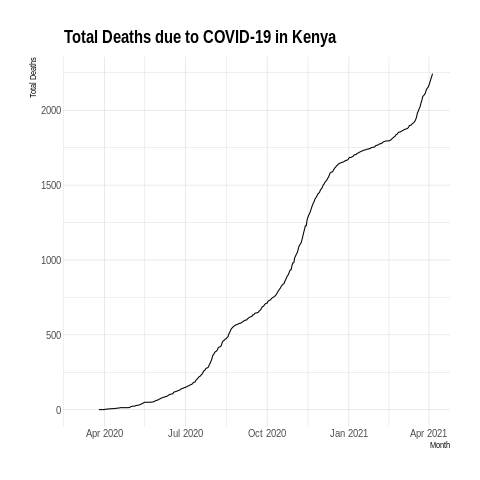 Total Deaths due to COVID-19 in Kenya
Total Deaths
2000
1500
1000
500
0
Apr 2020 Jul 2020 Oct 2020 Jan 2021 Apr 2021
Month